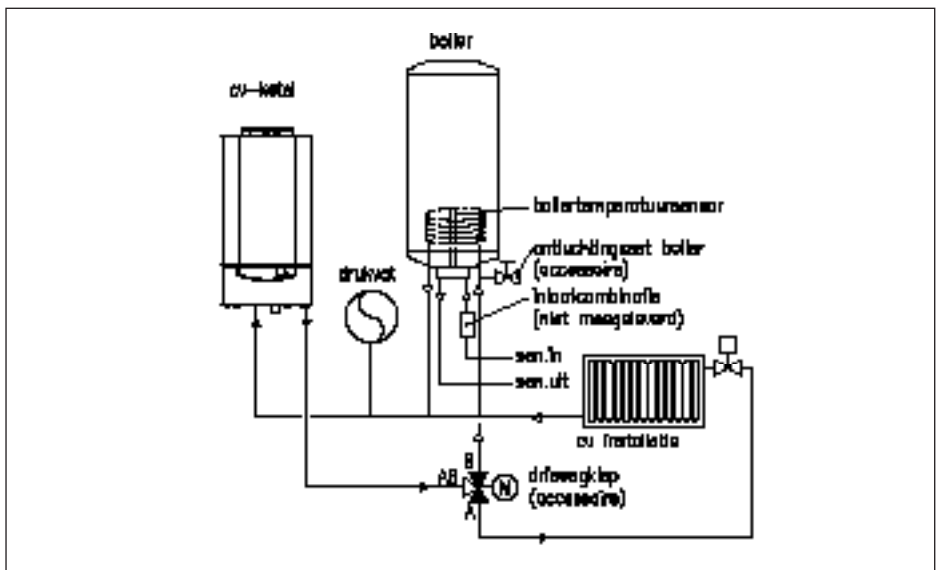 boiler
cv-ketel
boilertemperatuursensor
ontluchtingsset boiler
(accessoire)
drukvat
inlaatcombinatie
(niet meegeleverd)
san.in
san.uit
cv installatie
B
AB
driewegklep
(accessoire)
A